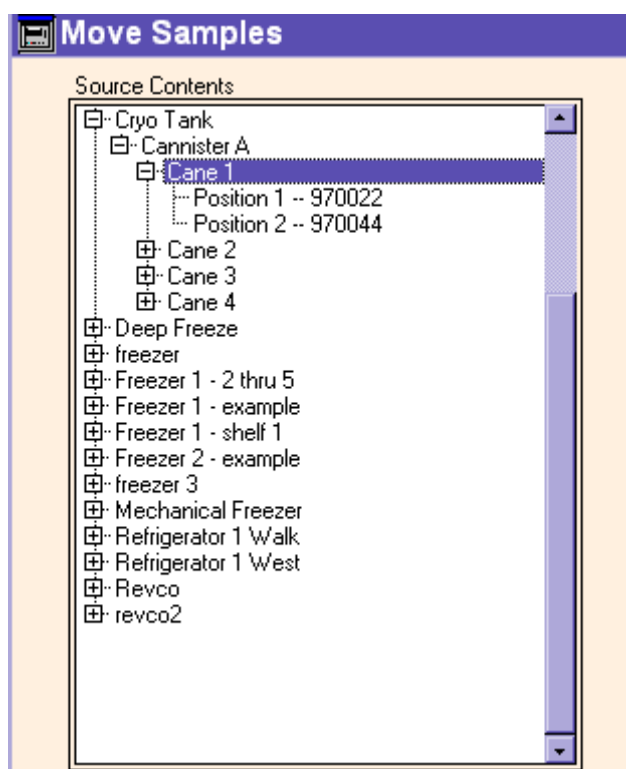 Move Samples
Source Contents
Cryo Tank
Cannister A
Cane 1
Position 1 -- 970022
Position 2 -- 970044
Cane 2
Cane 3
Cane 4
Deep Freeze
freezer
Freezer 1 - 2 thru 5
Freezer 1 - example
Freezer 1 - shelf 1
Freezer 2 - example
freezer 3
Mechanical Freezer
Refrigerator 1 Walk
Refrigerator 1 West
Revco
revco2